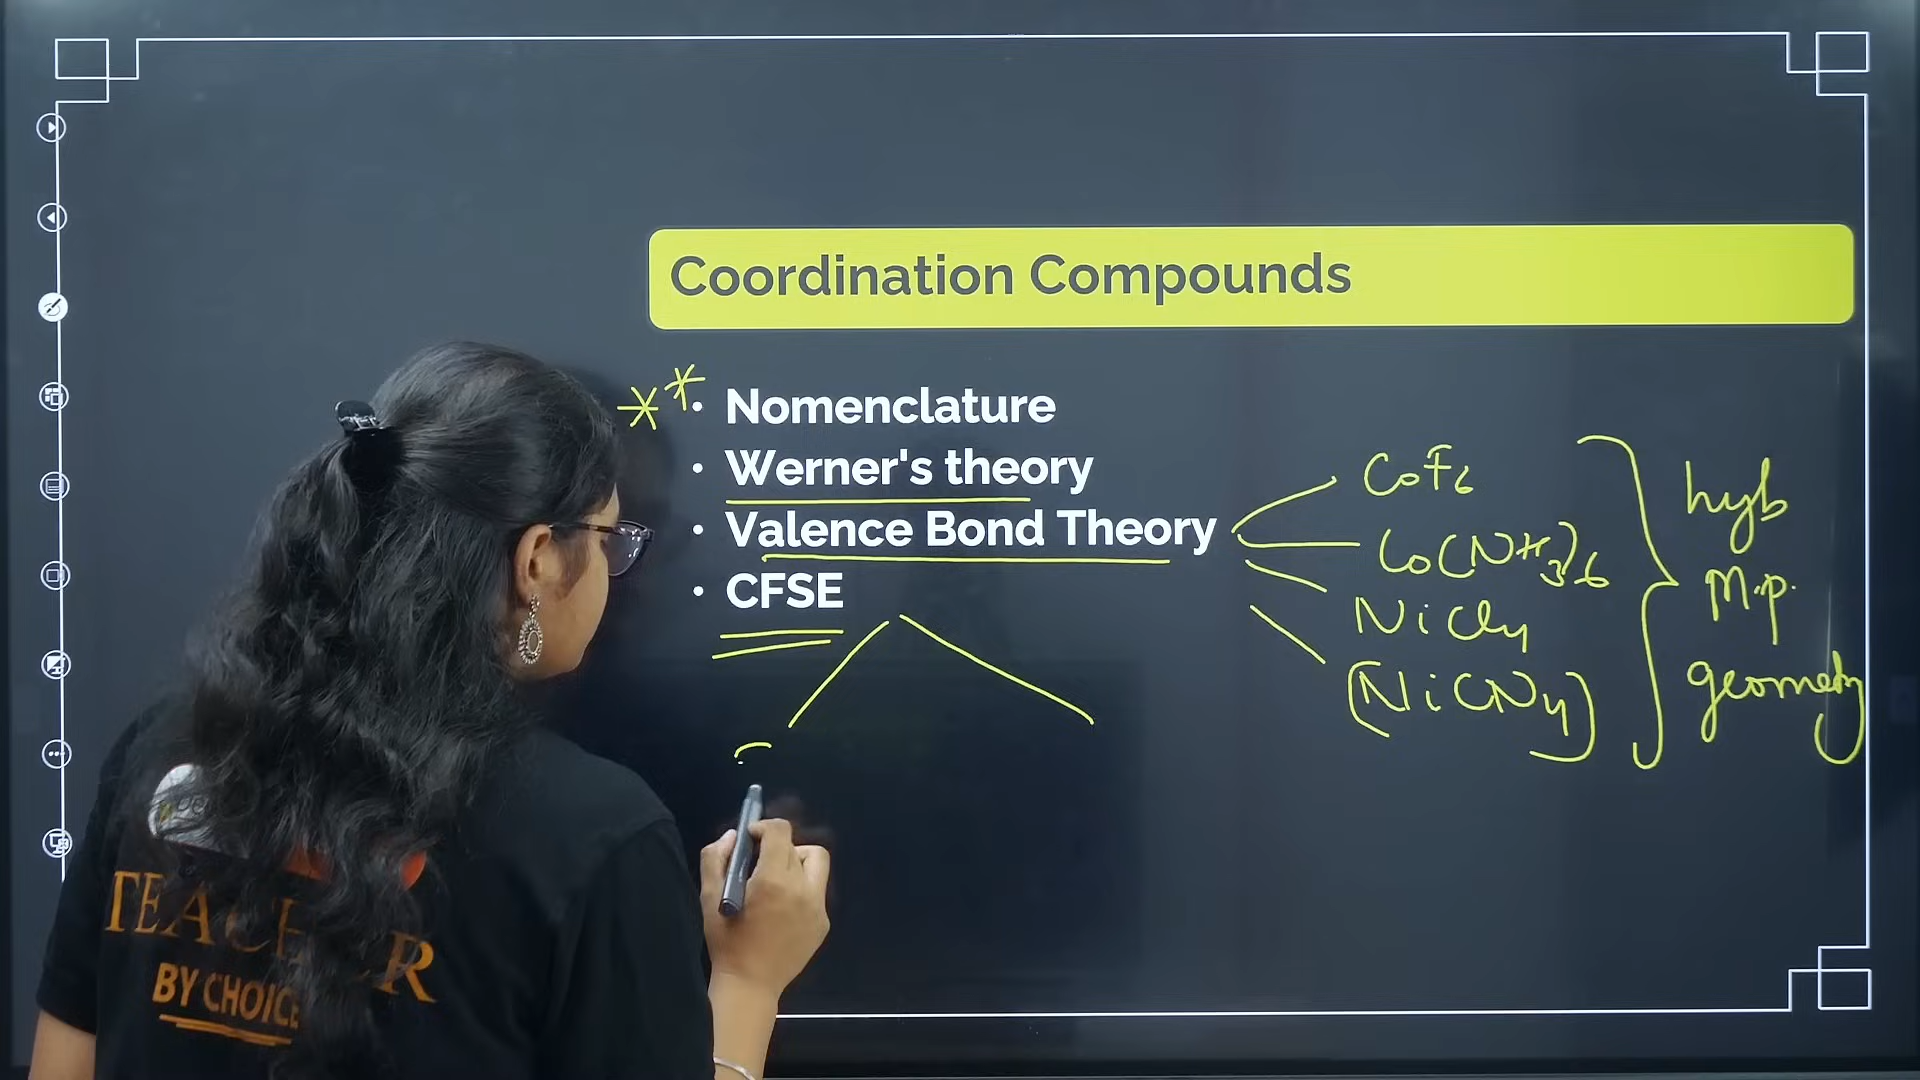 Coordination Compounds
** • Nomenclature
• Werner's theory
• Valence Bond Theory
• CFSE
CoF6
Co(NH3)6
NiCl4
[NiCN4]
hyb
M.p.
geometry
TEACHER
BY CHOICE